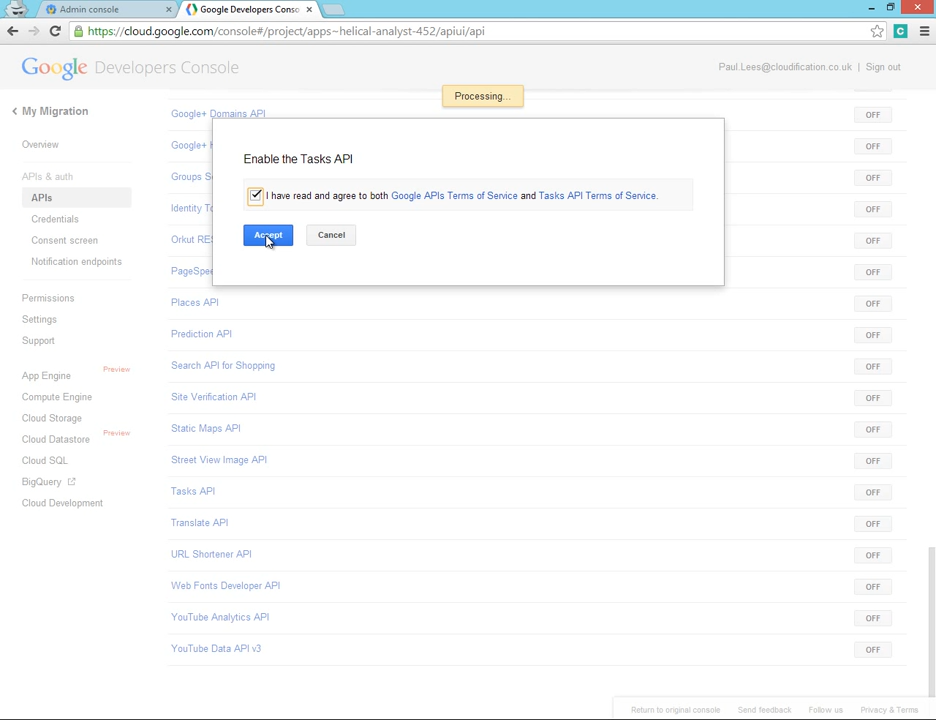 Admin console
Google Developers Conso
https://cloud.google.com/console#/project/apps~helical-analyst-452/apiui/api
Google Developers Console
Paul.Lees@cloudification.co.uk | Sign out
Processing...
< My Migration
Overview
APIs & auth
APIs
Credentials
Consent screen
Notification endpoints
Permissions
Settings
Support
App Engine Preview
Compute Engine
Cloud Storage
Cloud Datastore Preview
Cloud SQL
BigQuery
Cloud Development
Enable the Tasks API
I have read and agree to both Google APIs Terms of Service and Tasks API Terms of Service.
Accept Cancel
Google+ Domains API OFF
Google+ OFF
Groups S OFF
Identity To OFF
Orkut RES OFF
PageSpee OFF
Places API OFF
Prediction API OFF
Search API for Shopping OFF
Site Verification API OFF
Static Maps API OFF
Street View Image API OFF
Tasks API OFF
Translate API OFF
URL Shortener API OFF
Web Fonts Developer API OFF
YouTube Analytics API OFF
YouTube Data API v3 OFF
Return to original console Send feedback Follow us Privacy & Terms